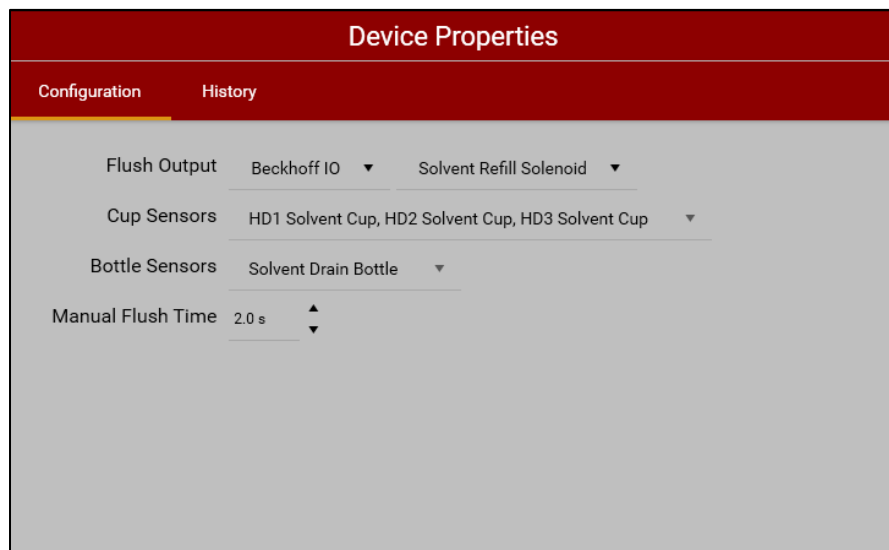 Device Properties
Configuration History
Flush Output Beckhoff IO Solvent Refill Solenoid
Cup Sensors HD1 Solvent Cup, HD2 Solvent Cup, HD3 Solvent Cup
Bottle Sensors Solvent Drain Bottle
Manual Flush Time 2.0 s